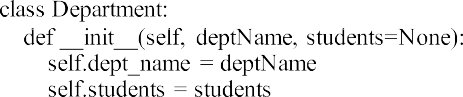 class Department:
    def __init__(self, deptName, students=None):
        self.dept_name = deptName
        self.students = students